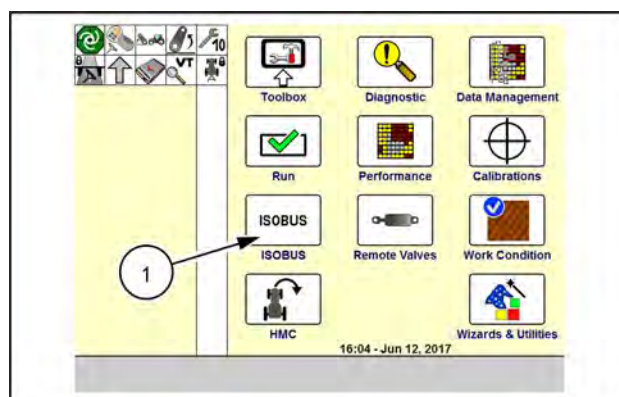 10
VT
Toolbox
Diagnostic
Data Management
Run
Performance
Calibrations
ISOBUS
1
ISOBUS
Remote Valves
Work Condition
HMC
Wizards & Utilities
16:04 - Jun 12, 2017